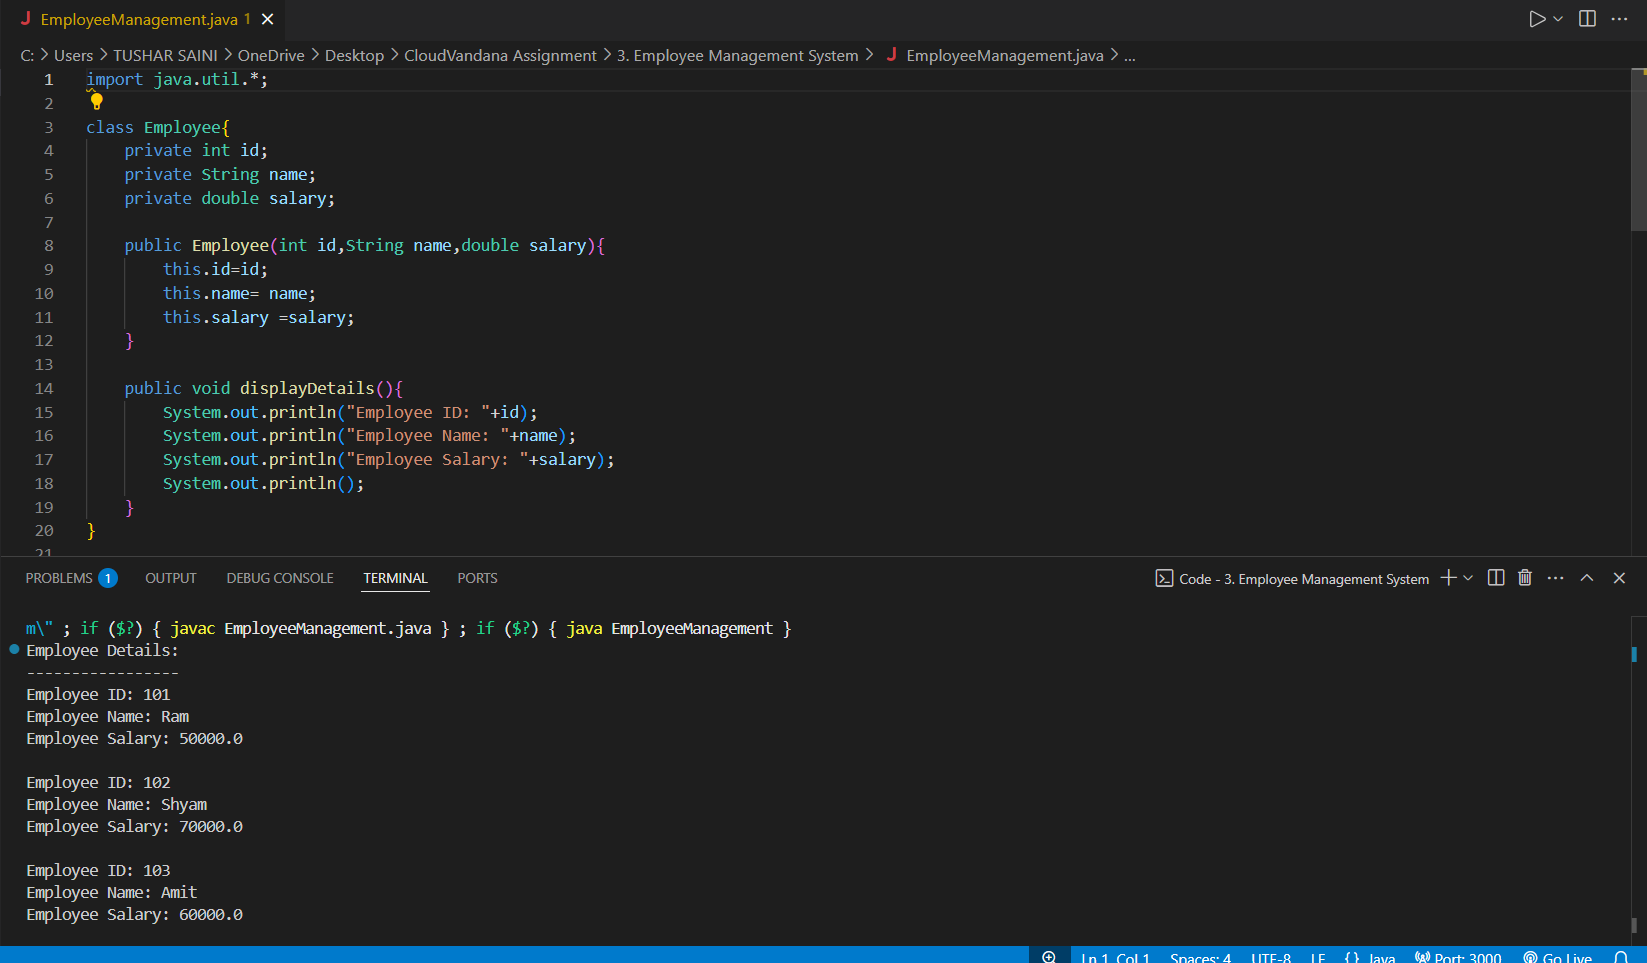 EmployeeManagement.java 1
C: > Users > TUSHAR SAINI > OneDrive > Desktop > CloudVandana Assignment > 3. Employee Management System > EmployeeManagement.java > ...
1 import java.util.*;
2
3 class Employee{
4 private int id;
5 private String name;
6 private double salary;
7
8 public Employee(int id,String name,double salary){
9 this.id=id;
10 this.name= name;
11 this.salary =salary;
12 }
13
14 public void displayDetails(){
15 System.out.println("Employee ID: "+id);
16 System.out.println("Employee Name: "+name);
17 System.out.println("Employee Salary: "+salary);
18 System.out.println();
19 }
20 }
21
PROBLEMS 1 OUTPUT DEBUG CONSOLE TERMINAL PORTS Code - 3. Employee Management System
m\" ; if ($?) { javac EmployeeManagement.java } ; if ($?) { java EmployeeManagement }
Employee Details:
-----------------
Employee ID: 101
Employee Name: Ram
Employee Salary: 50000.0
Employee ID: 102
Employee Name: Shyam
Employee Salary: 70000.0
Employee ID: 103
Employee Name: Amit
Employee Salary: 60000.0
Ln 1, Col 1 Spaces: 4 UTF-8 LF {} Java Port: 3000 Go Live